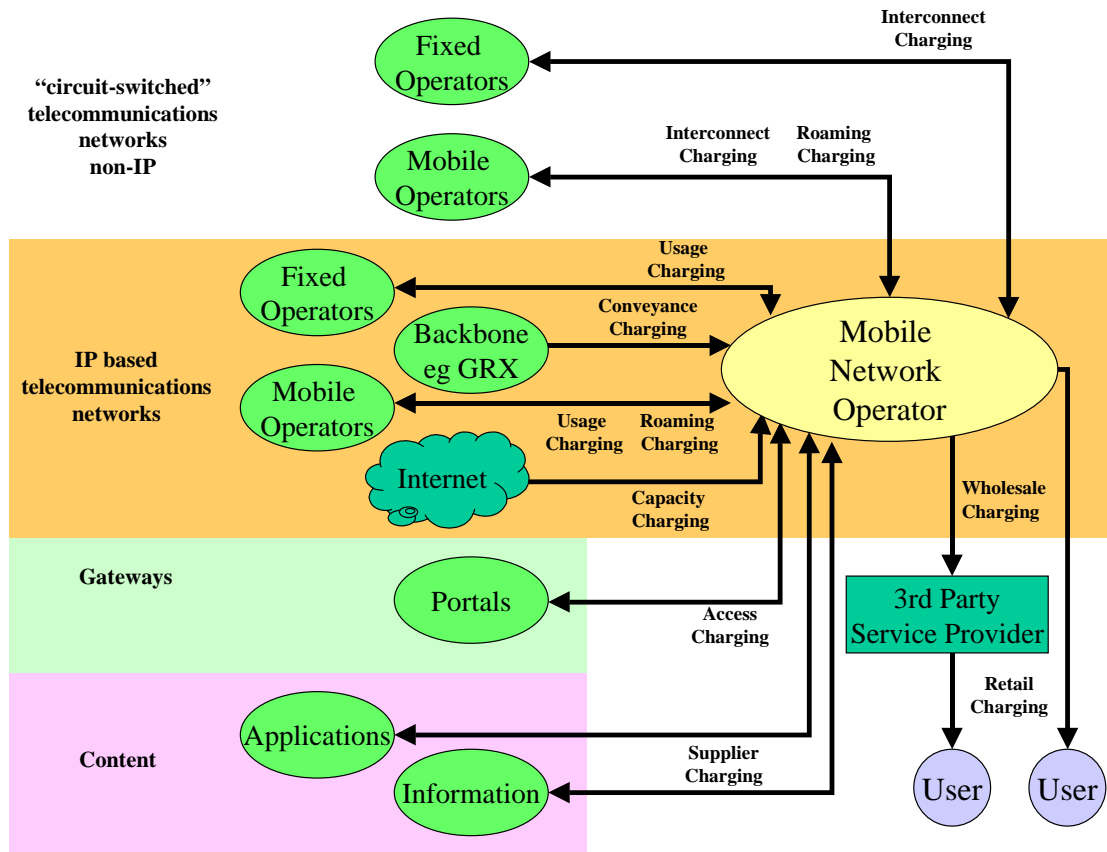 Interconnect
Charging
Fixed
Operators
“circuit-switched”
telecommunications
networks
non-IP
Interconnect
Charging
Roaming
Charging
Mobile
Operators
Usage
Charging
Fixed
Operators
Conveyance
Charging
Backbone
eg GRX
Mobile
Network
Operator
IP based
telecommunications
networks
Mobile
Operators
Usage
Charging
Roaming
Charging
Internet
Capacity
Charging
Wholesale
Charging
Gateways
Portals
Access
Charging
3rd Party
Service Provider
Retail
Charging
Applications
Content
Supplier
Charging
Information
User
User